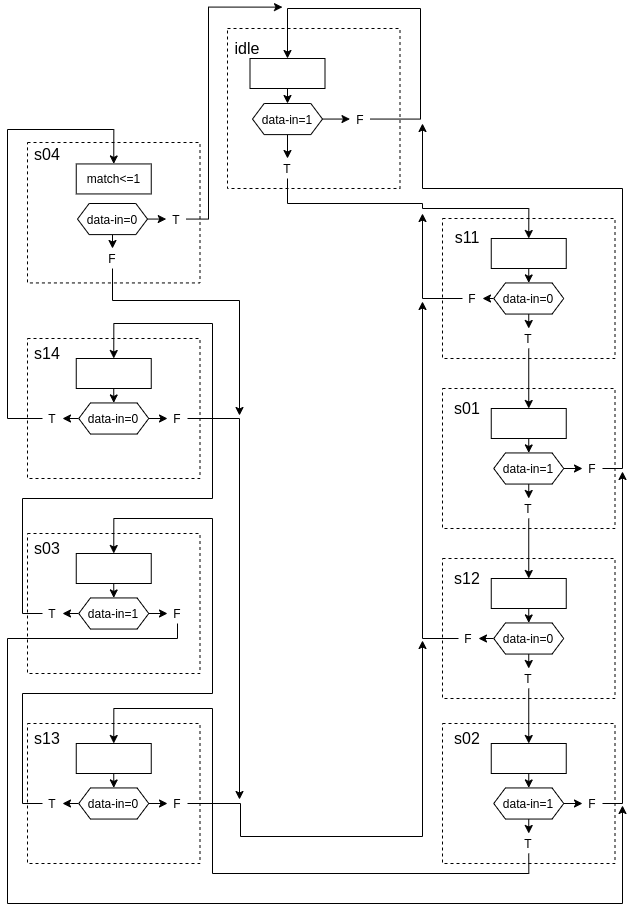 idle
data-in=1
F
T
s04
match<=1
data-in=0
T
F
s11
data-in=0
F
T
s14
data-in=0
T
F
s01
data-in=1
F
T
s03
data-in=1
T
F
s12
data-in=0
F
T
s13
data-in=0
T
F
s02
data-in=1
F
T